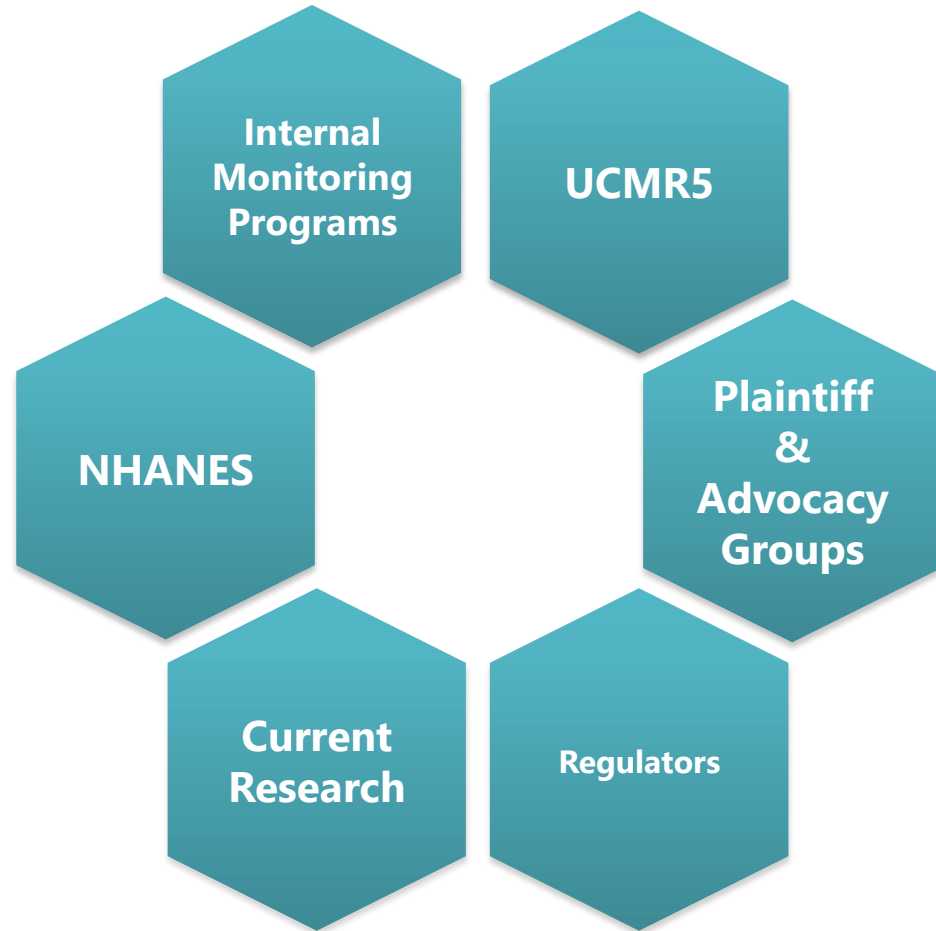 Internal
Monitoring
Programs
UCMR5
NHANES
Plaintiff
&
Advocacy
Groups
Current
Research
Regulators